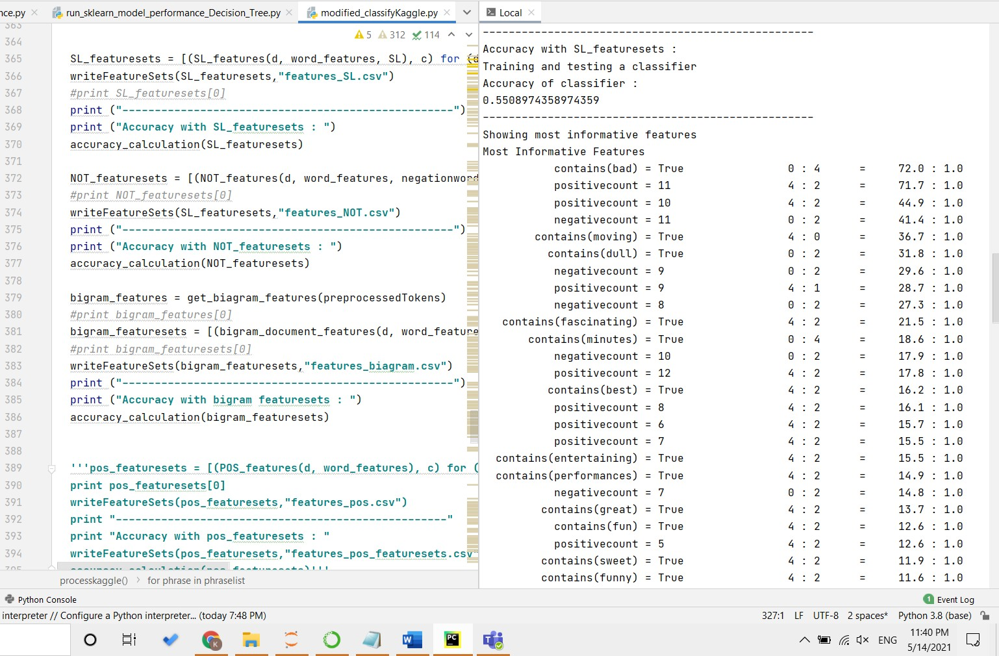 nce.py
run_sklearn_model_performance_Decision_Tree.py
modified_classifyKaggle.py
Local
5 312 114
363
364
365 SL_featuresets = [(SL_features(d, word_features, SL), c) for (d
366 writeFeatureSets(SL_featuresets,"features_SL.csv")
367 #print SL_featuresets[0]
368 print ("---------------------------------------------------")
369 print ("Accuracy with SL_featuresets : ")
370 accuracy_calculation(SL_featuresets)
371
372 NOT_featuresets = [(NOT_features(d, word_features, negationword
373 #print NOT_featuresets[0]
374 writeFeatureSets(SL_featuresets,"features_NOT.csv")
375 print ("---------------------------------------------------")
376 print ("Accuracy with NOT_featuresets : ")
377 accuracy_calculation(NOT_featuresets)
378
379 bigram_features = get_biagram_features(preprocessedTokens)
380 #print bigram_features[0]
381 bigram_featuresets = [(bigram_document_features(d, word_feature
382 #print bigram_featuresets[0]
383 writeFeatureSets(bigram_featuresets,"features_biagram.csv")
384 print ("---------------------------------------------------")
385 print ("Accuracy with bigram featuresets : ")
386 accuracy_calculation(bigram_featuresets)
387
388
389 '''pos_featuresets = [(POS_features(d, word_features), c) for (
390 print pos_featuresets[0]
391 writeFeatureSets(pos_featuresets,"features_pos.csv")
392 print "---------------------------------------------------"
393 print "Accuracy with pos_featuresets : "
394 writeFeatureSets(pos_featuresets,"features_pos_featuresets.csv"
395 accuracy_calculation(pos_featuresets)'''
processkaggle() > for phrase in phraselist
---------------------------------------------------
Accuracy with SL_featuresets :
Training and testing a classifier
Accuracy of classifier :
0.5508974358974359
---------------------------------------------------
Showing most informative features
Most Informative Features
contains(bad) = True 0 : 4 = 72.0 : 1.0
positivecount = 11 4 : 2 = 71.7 : 1.0
positivecount = 10 4 : 2 = 44.9 : 1.0
negativecount = 11 0 : 2 = 41.4 : 1.0
contains(moving) = True 4 : 0 = 36.7 : 1.0
contains(dull) = True 0 : 2 = 31.8 : 1.0
negativecount = 9 0 : 2 = 29.6 : 1.0
positivecount = 9 4 : 1 = 28.7 : 1.0
negativecount = 8 0 : 2 = 27.3 : 1.0
contains(fascinating) = True 4 : 2 = 21.5 : 1.0
contains(minutes) = True 0 : 4 = 18.6 : 1.0
negativecount = 10 0 : 2 = 17.9 : 1.0
positivecount = 12 4 : 2 = 17.8 : 1.0
contains(best) = True 4 : 2 = 16.2 : 1.0
positivecount = 8 4 : 2 = 16.1 : 1.0
positivecount = 6 4 : 2 = 15.7 : 1.0
positivecount = 7 4 : 2 = 15.5 : 1.0
contains(entertaining) = True 4 : 2 = 15.5 : 1.0
contains(performances) = True 4 : 2 = 14.9 : 1.0
negativecount = 7 0 : 2 = 14.8 : 1.0
contains(great) = True 4 : 2 = 13.7 : 1.0
contains(fun) = True 4 : 2 = 12.6 : 1.0
positivecount = 5 4 : 2 = 12.6 : 1.0
contains(sweet) = True 4 : 2 = 11.9 : 1.0
contains(funny) = True 4 : 2 = 11.6 : 1.0
Python Console
1 Event Log
interpreter // Configure a Python interpreter... (today 7:48 PM)
327:1 LF UTF-8 2 spaces* Python 3.8 (base)
K
W
PC
T
ENG
11:40 PM
5/14/2021